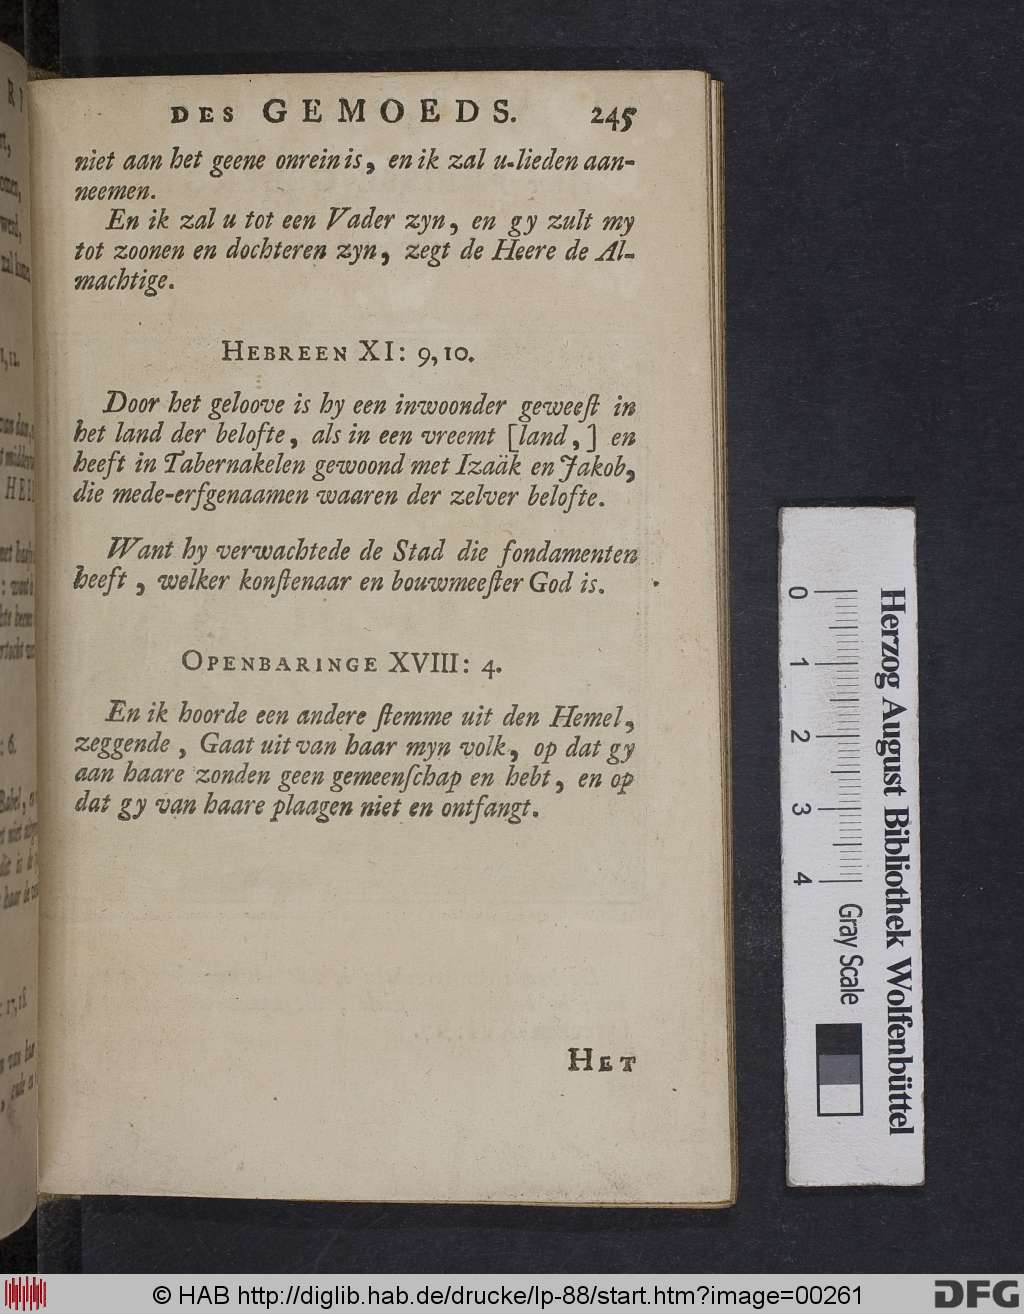 DES GEMOEDS. 245
niet aan het geene onrein is, en ik zal u-lieden aan-
neemen.
En ik zal u tot een Vader zyn, en gy zult my
tot zoonen en dochteren zyn, zegt de Heere de Al-
machtige.
HEBREEN XI: 9, 10.
Door het geloove is hy een inwoonder geweeſt in
het land der belofte, als in een vreemt [land,] en
heeft in Tabernakelen gewoond met Izaäk en Jakob,
die mede-erfgenaamen waaren der zelver belofte.
Want hy verwachtede de Stad die fondamenten
heeft, welker konſtenaar en bouwmeeſter God is.
OPENBARINGE XVIII: 4.
En ik hoorde een andere ſtemme uit den Hemel,
zeggende, Gaat uit van haar myn volk, op dat gy
aan haare zonden geen gemeenſchap en hebt, en op
dat gy van haare plaagen niet en ontfangt.
HET
Herzog August Bibliothek Wolfenbüttel
0 1 2 3 4 Gray Scale
© HAB http://diglib.hab.de/drucke/lp-88/start.htm?image=00261
DFG